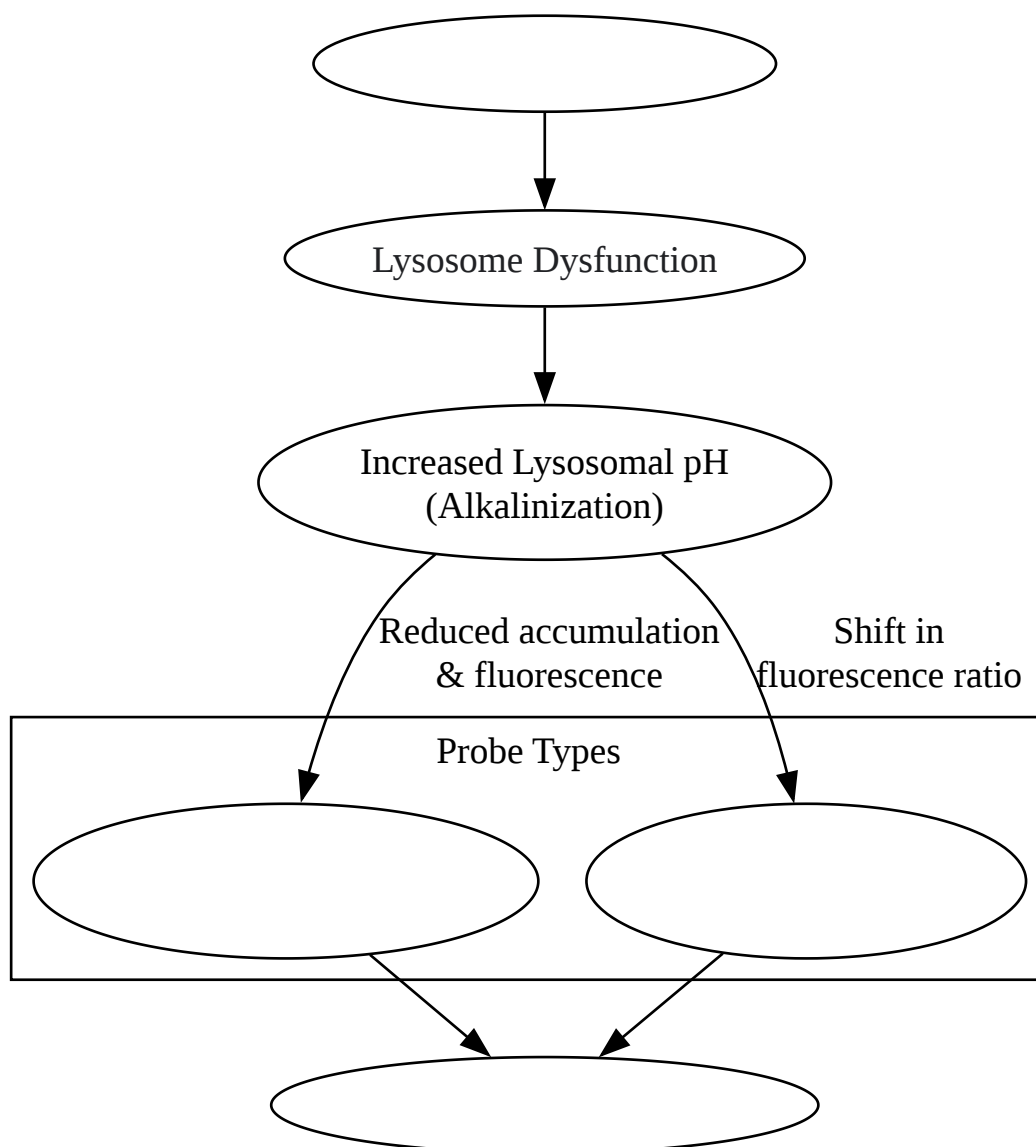 Lysosome Dysfunction
Increased Lysosomal pH
(Alkalinization)
Reduced accumulation
& fluorescence
Shift in
fluorescence ratio
Probe Types